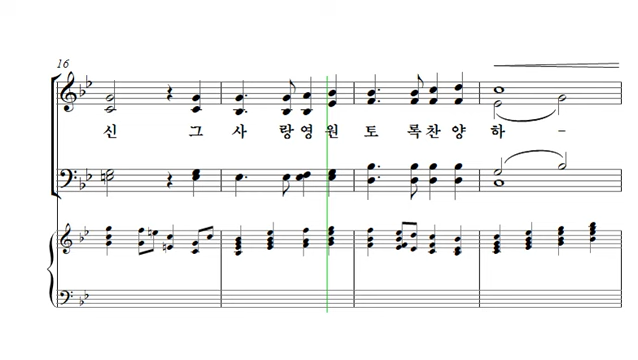 16
신 그 사 랑 영 원 토 록 찬 양 하 -